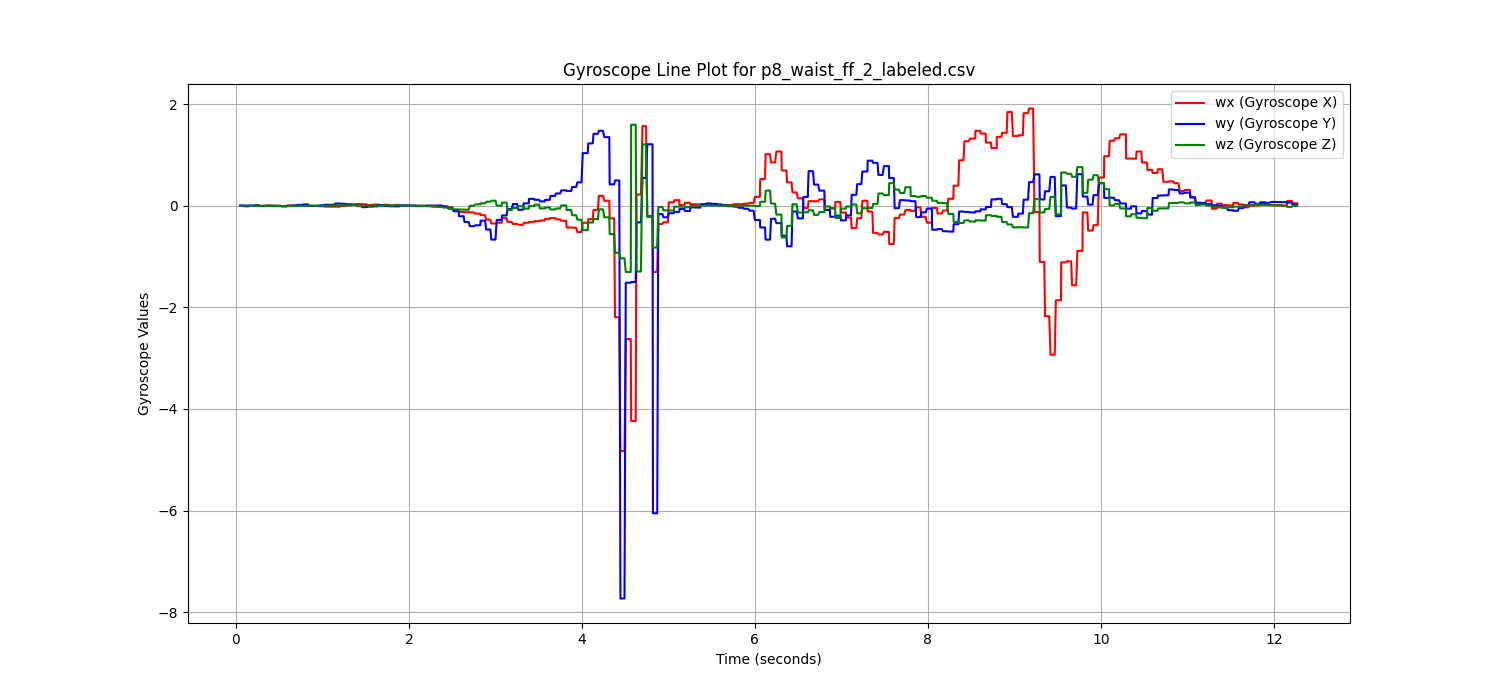 Gyroscope Line Plot for p8_waist_ff_2_labeled.csv
wx (Gyroscope X)
wy (Gyroscope Y)
wz (Gyroscope Z)
Gyroscope Values
2
0
−2
−4
−6
−8
0 2 4 6 8 10 12
Time (seconds)